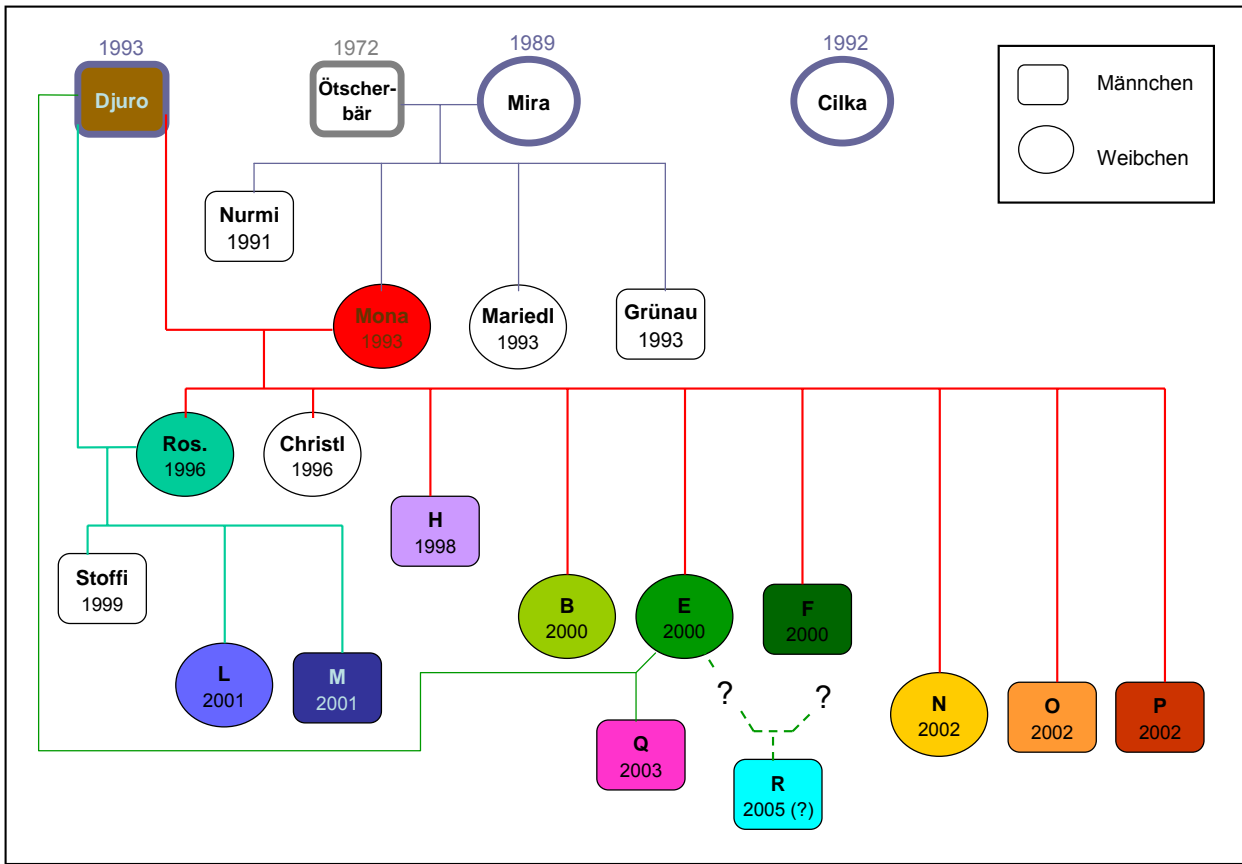 1993
1972
1989
1992
Djuro
Ötscher-
bär
Mira
Cilka
Männchen
Weibchen
Nurmi
1991
Mona
1993
Mariedl
1993
Grünau
1993
Ros.
1996
Christl
1996
H
1998
Stoffi
1999
B
2000
E
2000
F
2000
L
2001
M
2001
?
?
N
2002
O
2002
P
2002
Q
2003
R
2005 (?)